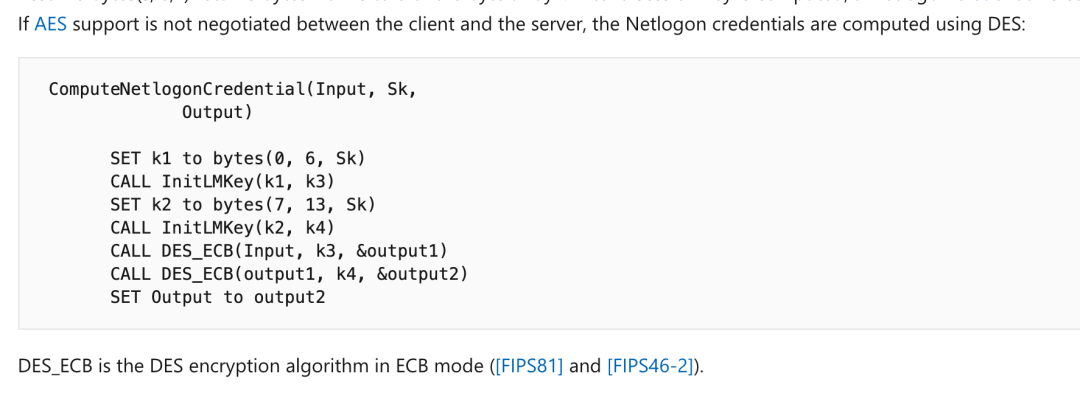 If AES support is not negotiated between the client and the server, the Netlogon credentials are computed using DES:
ComputeNetlogonCredential(Input, Sk,
Output)
SET k1 to bytes(0, 6, Sk)
CALL InitLMKey(k1, k3)
SET k2 to bytes(7, 13, Sk)
CALL InitLMKey(k2, k4)
CALL DES_ECB(Input, k3, &output1)
CALL DES_ECB(output1, k4, &output2)
SET Output to output2
DES_ECB is the DES encryption algorithm in ECB mode ([FIPS81] and [FIPS46-2]).